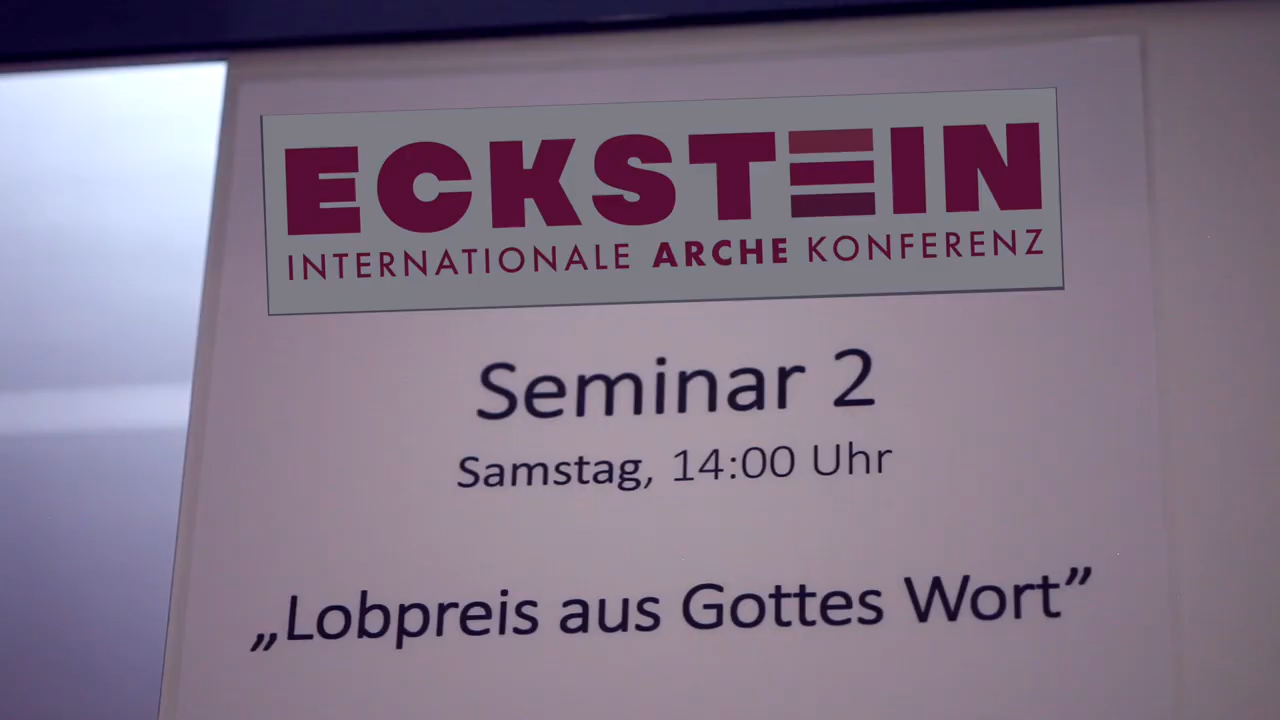 ECKSTEIN
INTERNATIONALE ARCHE KONFERENZ
Seminar 2
Samstag, 14:00 Uhr
„Lobpreis aus Gottes Wort”